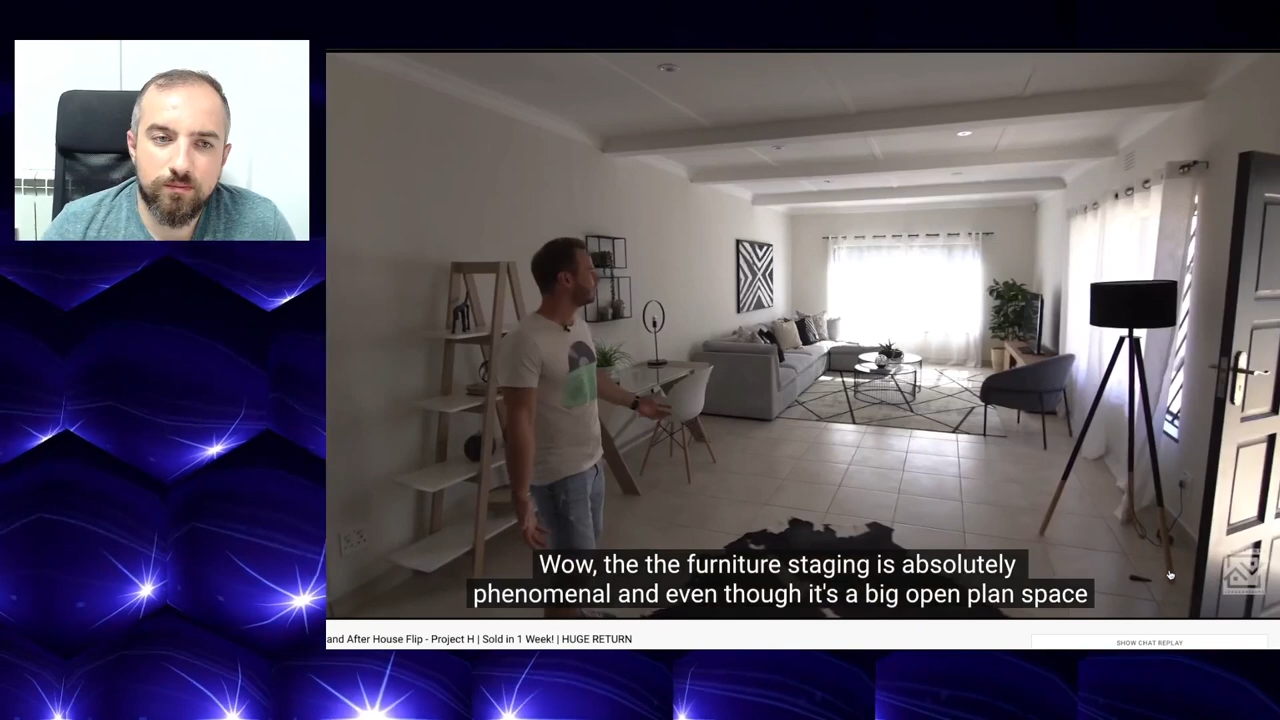 Wow, the the furniture staging is absolutely
phenomenal and even though it's a big open plan space
and After House Flip - Project H | Sold in 1 Week! | HUGE RETURN
SHOW CHAT REPLAY